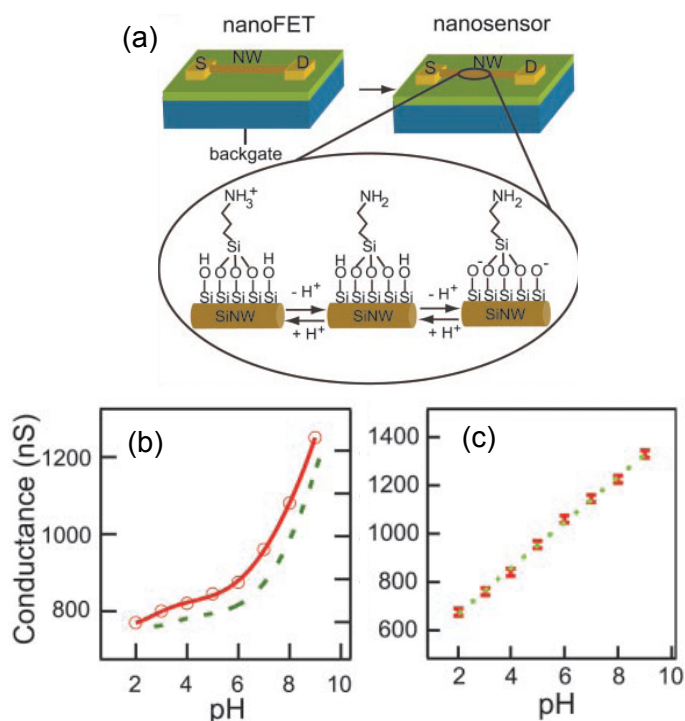 (a)
nanoFET nanosensor
S NW D S NW D
backgate
NH₃⁺ NH₂ NH₂
Si Si Si
H H H H
O O O O O O O O O O O⁻ O O O O⁻
Si Si Si Si Si - H⁺ Si Si Si Si Si - H⁺ Si Si Si Si Si
SiNW + H⁺ SiNW + H⁺ SiNW
(b) (c)
Conductance (nS)
1200
1000
800
2 4 6 8 10
pH
1400
1200
1000
800
600
2 4 6 8 10
pH